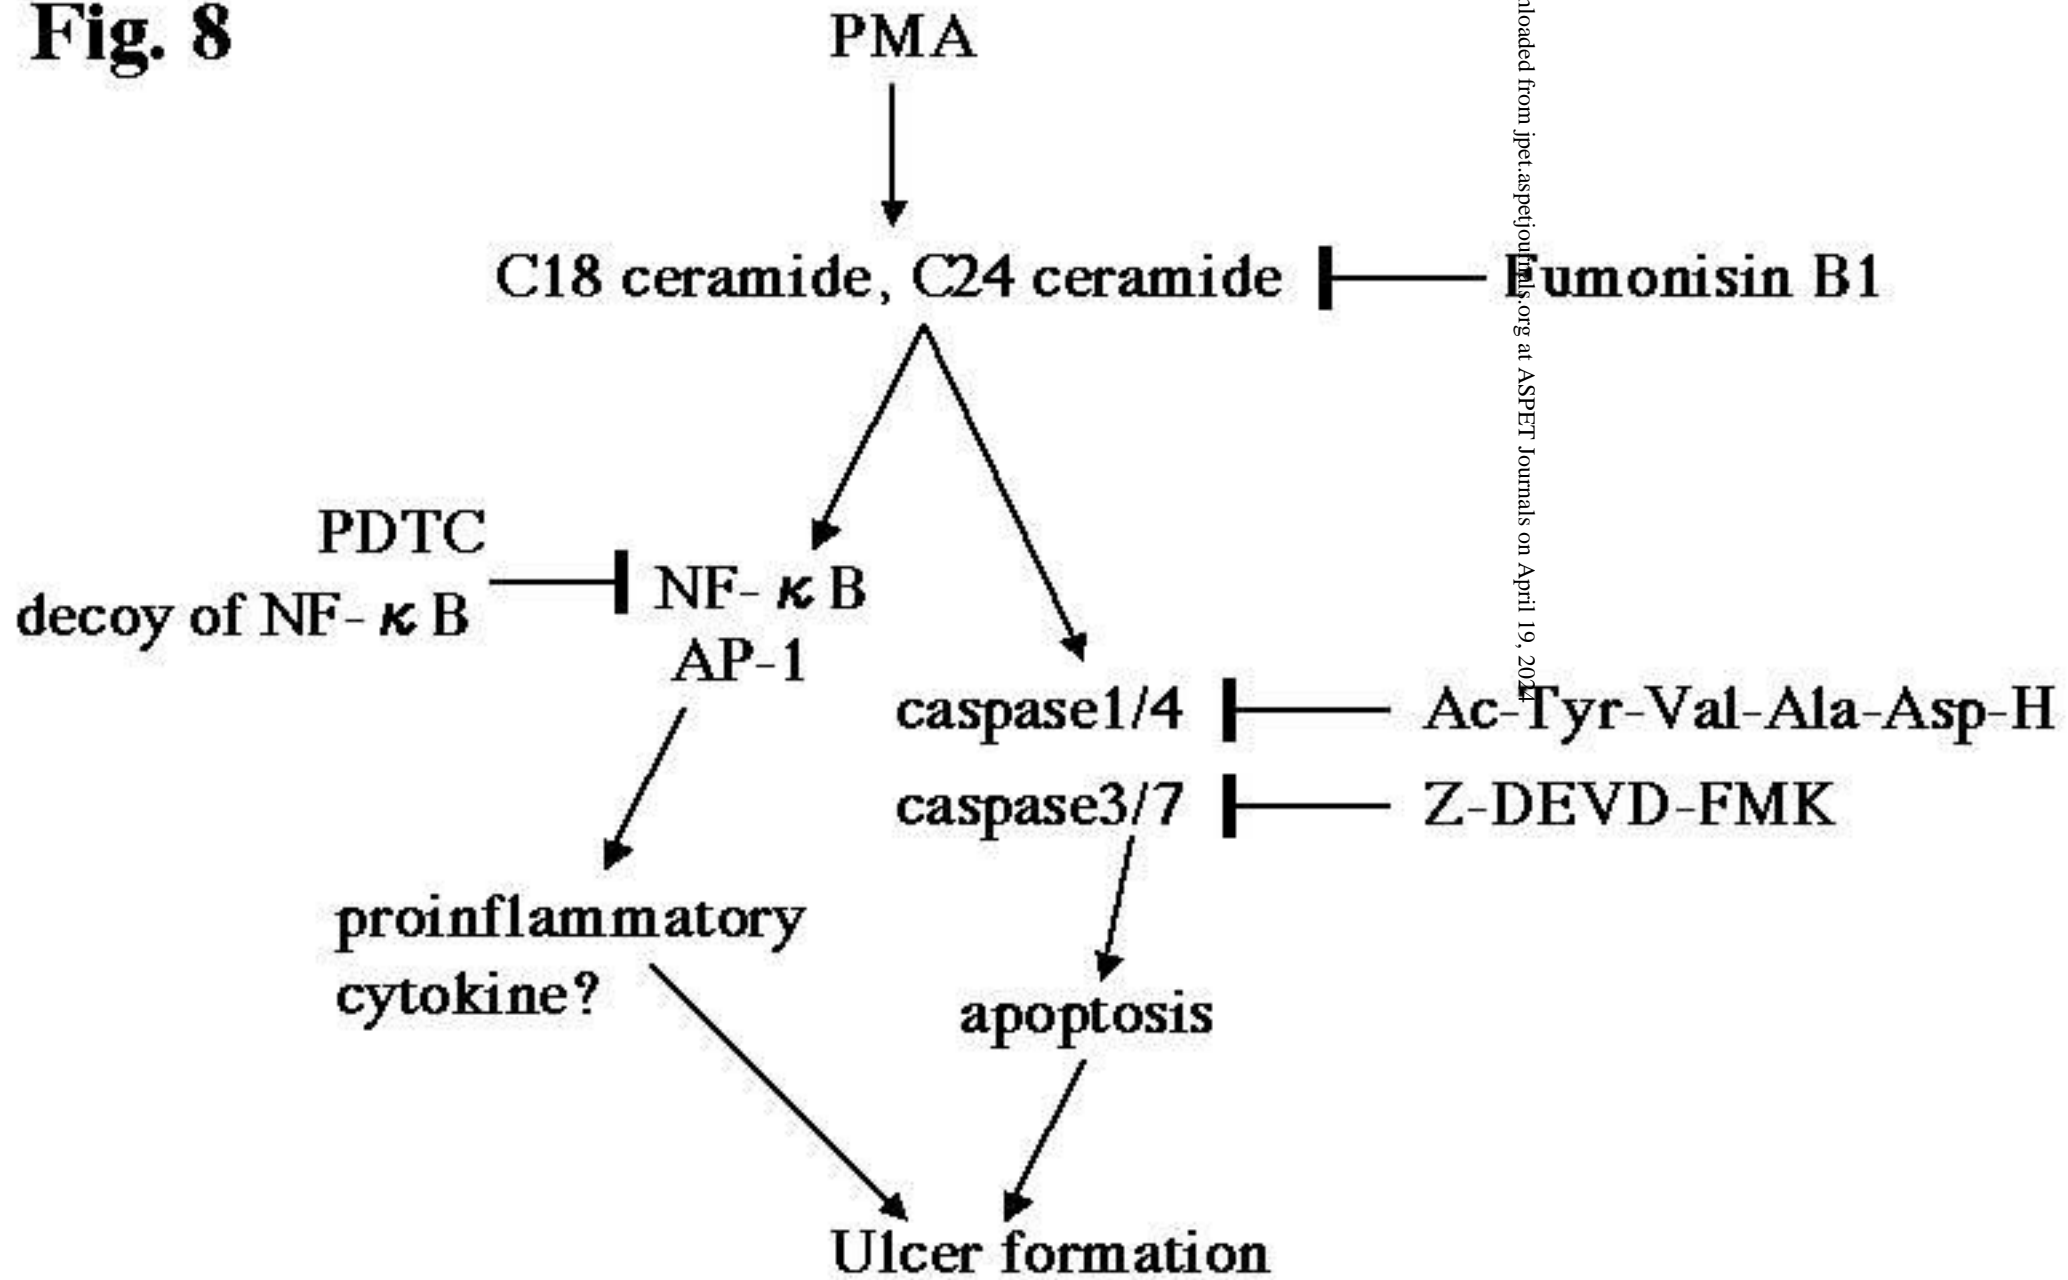 Fig. 8
PMA
C18 ceramide, C24 ceramide
Fumonisin B1
PDTC
decoy of NF-κB
NF-κB
AP-1
caspase1/4
Ac-Tyr-Val-Ala-Asp-H
caspase3/7
Z-DEVD-FMK
proinflammatory
cytokine?
apoptosis
Ulcer formation
nloaded from jpet.aspetjournals.org at ASPET Journals on April 19, 2024